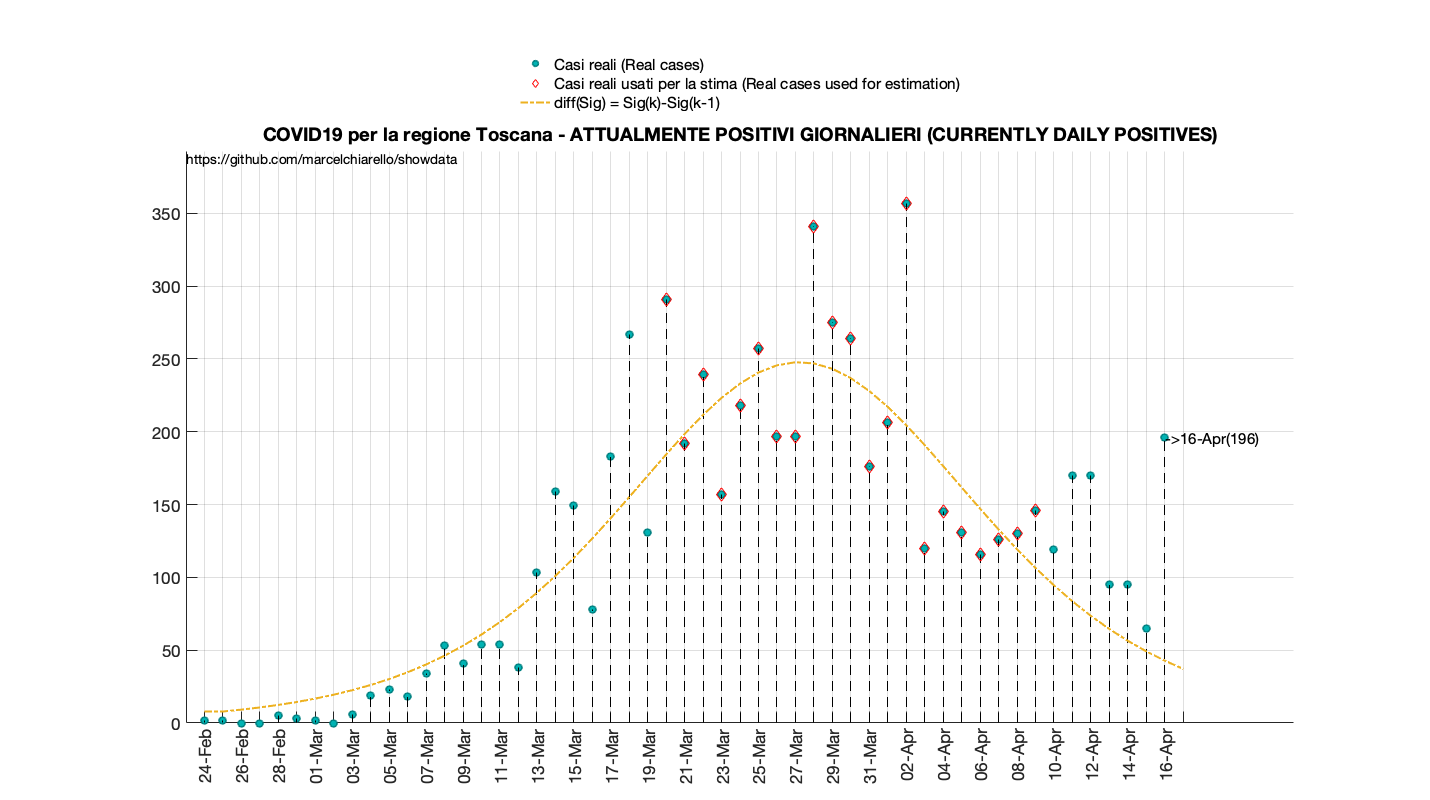 Casi reali (Real cases)
Casi reali usati per la stima (Real cases used for estimation)
diff(Sig) = Sig(k)-Sig(k-1)
COVID19 per la regione Toscana - ATTUALMENTE POSITIVI GIORNALIERI (CURRENTLY DAILY POSITIVES)
https://github.com/marcelchiarello/showdata
350
300
250
200
->16-Apr(196)
150
100
50
0
24-Feb
26-Feb
28-Feb
01-Mar
03-Mar
05-Mar
07-Mar
09-Mar
11-Mar
13-Mar
15-Mar
17-Mar
19-Mar
21-Mar
23-Mar
25-Mar
27-Mar
29-Mar
31-Mar
02-Apr
04-Apr
06-Apr
08-Apr
10-Apr
12-Apr
14-Apr
16-Apr